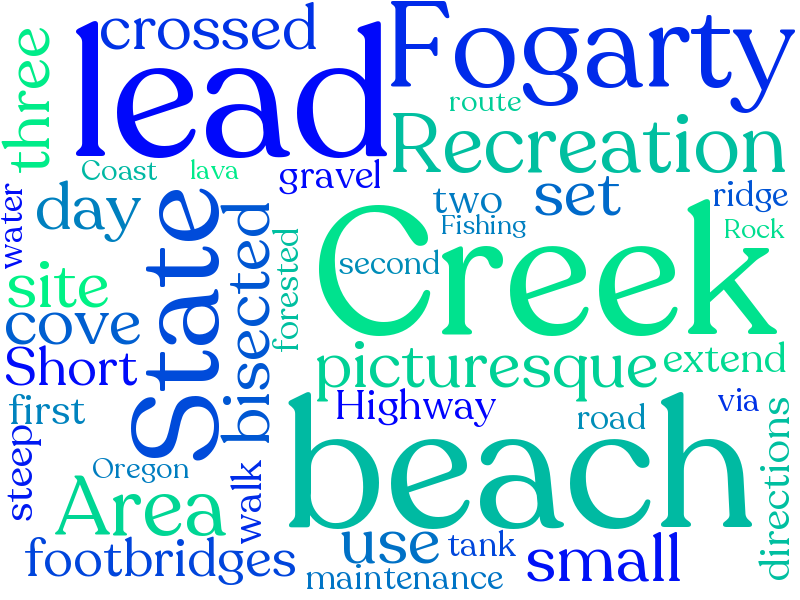 crossed
lead
Fogarty
three
route
Recreation
Coast
lava
gravel
water
day
State
bisected
two
set
ridge
Fishing
Rock
Creek
second
forested
site
cove
Short
picturesque
extend
first
Highway
via
road
steep
beach
directions
Oregon
walk
Area
footbridges
use
tank
small
maintenance